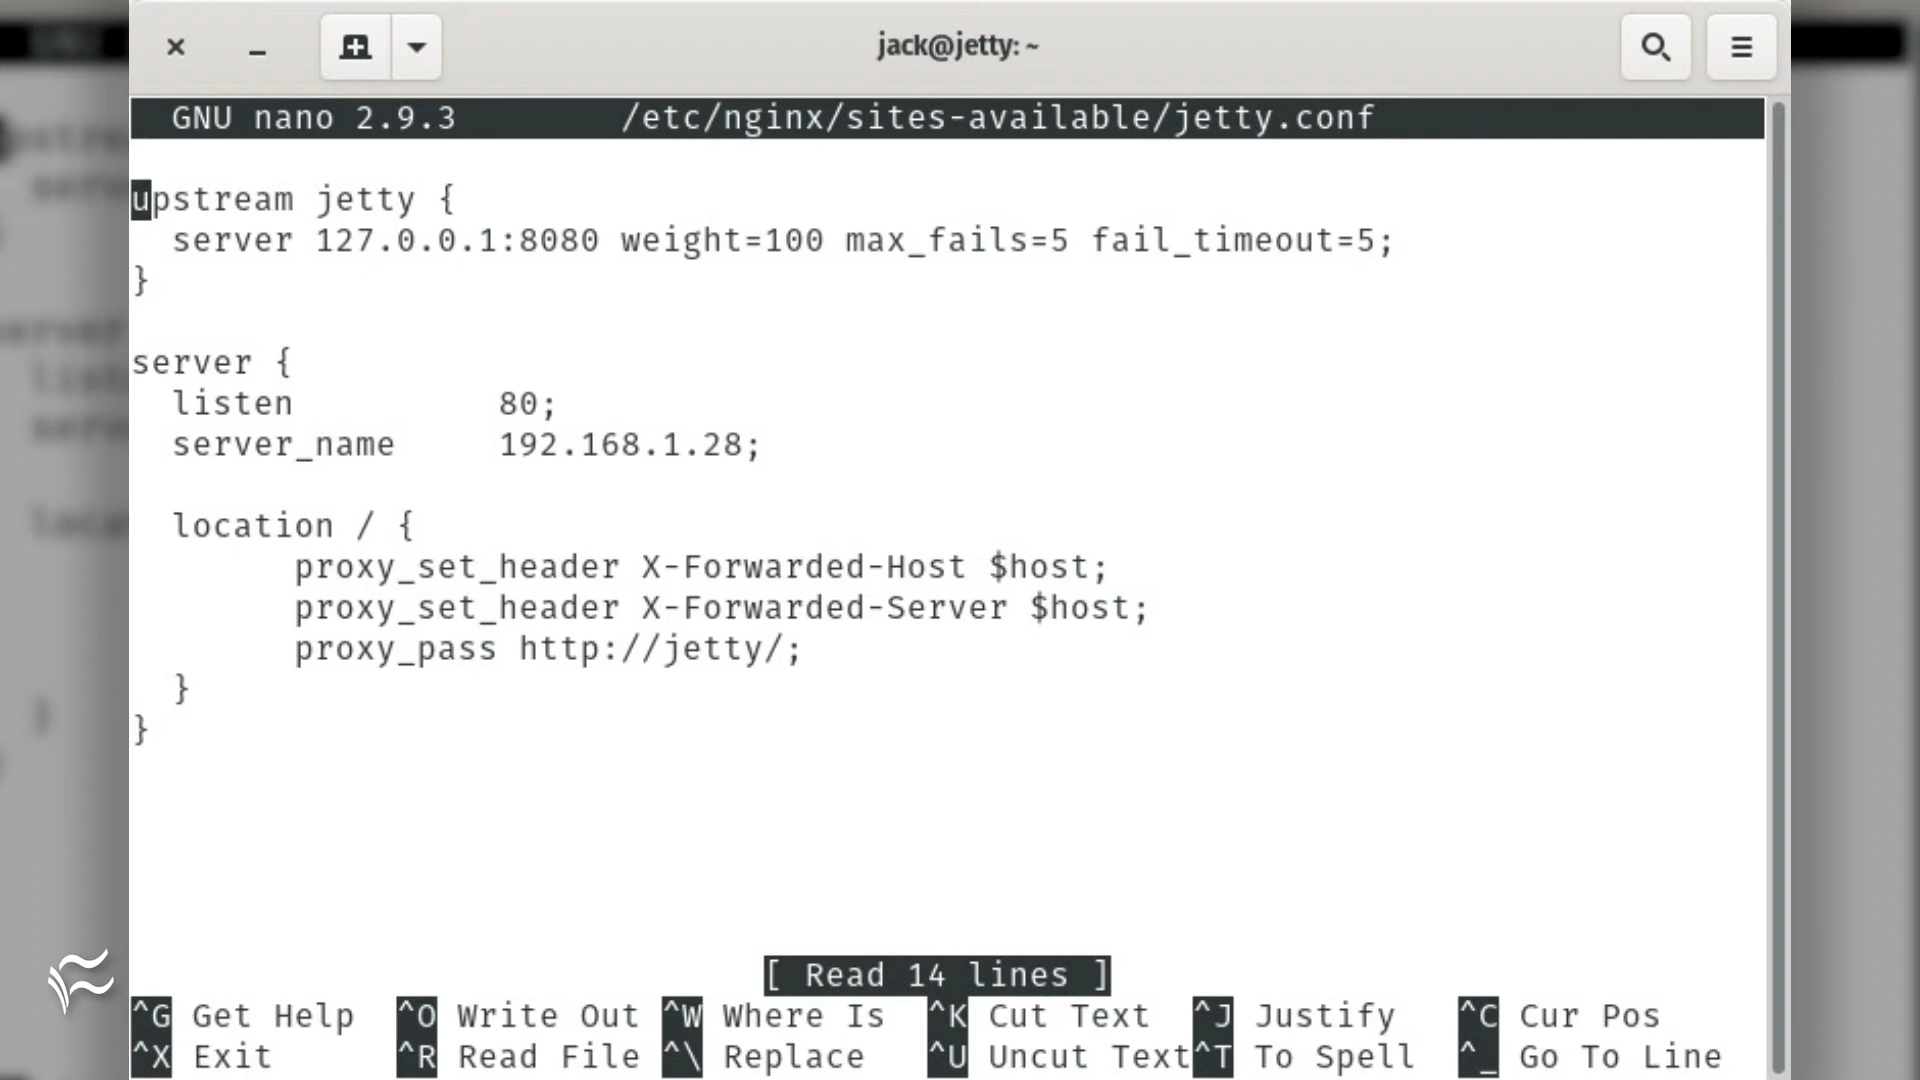 jack@jetty: ~
GNU nano 2.9.3 /etc/nginx/sites-available/jetty.conf
upstream jetty {
  server 127.0.0.1:8080 weight=100 max_fails=5 fail_timeout=5;
}
server {
  listen          80;
  server_name     192.168.1.28;
  location / {
        proxy_set_header X-Forwarded-Host $host;
        proxy_set_header X-Forwarded-Server $host;
        proxy_pass http://jetty/;
  }
}
[ Read 14 lines ]
^G Get Help ^O Write Out ^W Where Is ^K Cut Text ^J Justify ^C Cur Pos
^X Exit ^R Read File ^\ Replace ^U Uncut Text ^T To Spell ^_ Go To Line